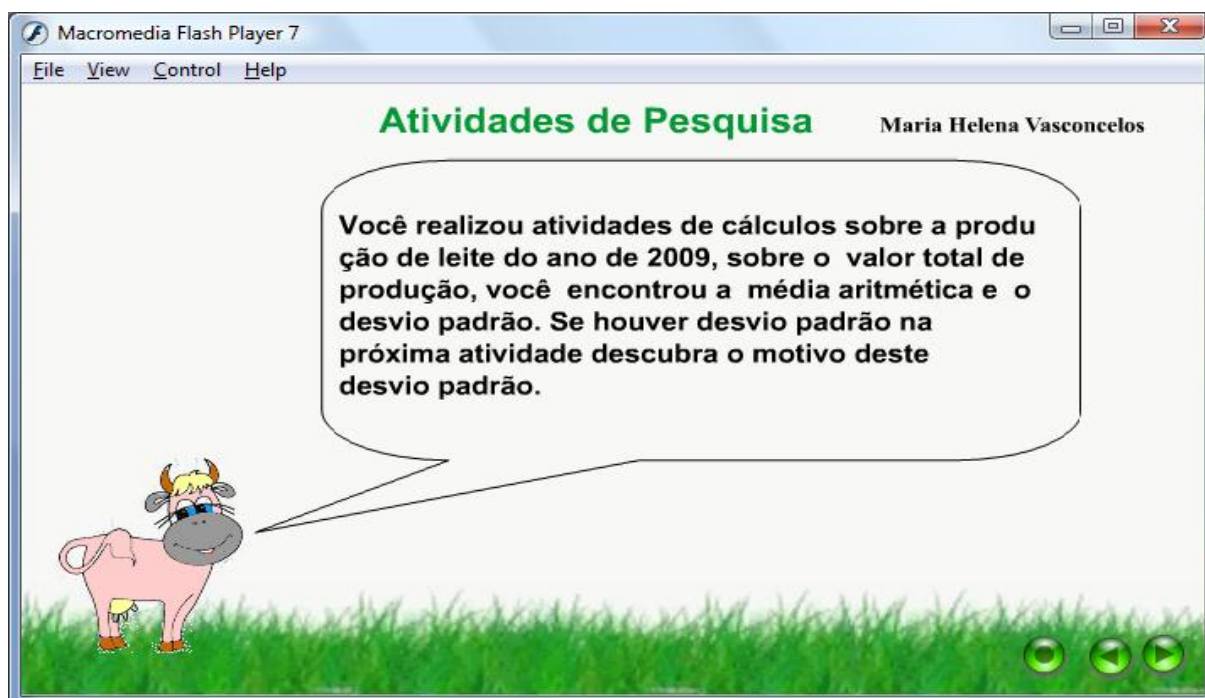 Macromedia Flash Player 7
File View Control Help
Atividades de Pesquisa Maria Helena Vasconcelos
Você realizou atividades de cálculos sobre a produ
ção de leite do ano de 2009, sobre o valor total de
produção, você encontrou a média aritmética e o
desvio padrão. Se houver desvio padrão na
próxima atividade descubra o motivo deste
desvio padrão.